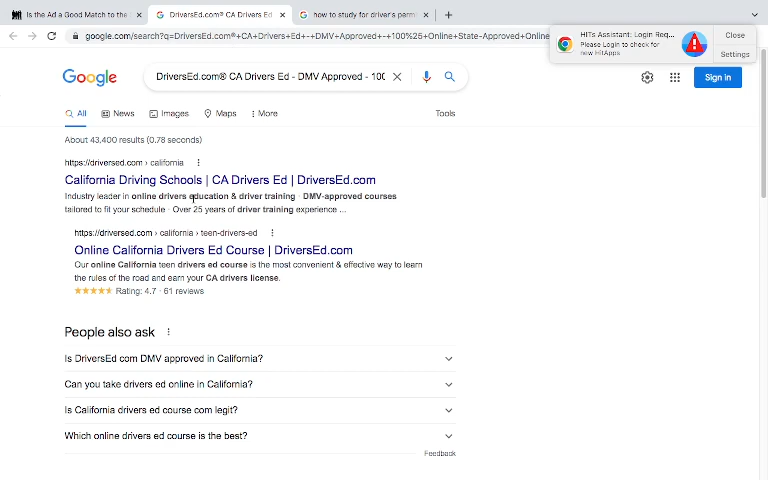 Is the Ad a Good Match to the
DriversEd.com® CA Drivers Ed
how to study for driver's perm
google.com/search?q=DriversEd.com®+CA+Drivers+Ed+-+DMV+Approved+-+100%25+Online+State-Approved+Online
HITs Assistant: Login Req...
Please Login to check for
new HitApps
Close
Settings
Google
DriversEd.com® CA Drivers Ed - DMV Approved - 100
Sign in
All
News
Images
Maps
More
Tools
About 43,400 results (0.78 seconds)
https://driversed.com › california
California Driving Schools | CA Drivers Ed | DriversEd.com
Industry leader in online drivers education & driver training · DMV-approved courses
tailored to fit your schedule · Over 25 years of driver training experience ...
https://driversed.com › california › teen-drivers-ed
Online California Drivers Ed Course | DriversEd.com
Our online California teen drivers ed course is the most convenient & effective way to learn
the rules of the road and earn your CA drivers license.
Rating: 4.7 · 61 reviews
People also ask
Is DriversEd com DMV approved in California?
Can you take drivers ed online in California?
Is California drivers ed course com legit?
Which online drivers ed course is the best?
Feedback